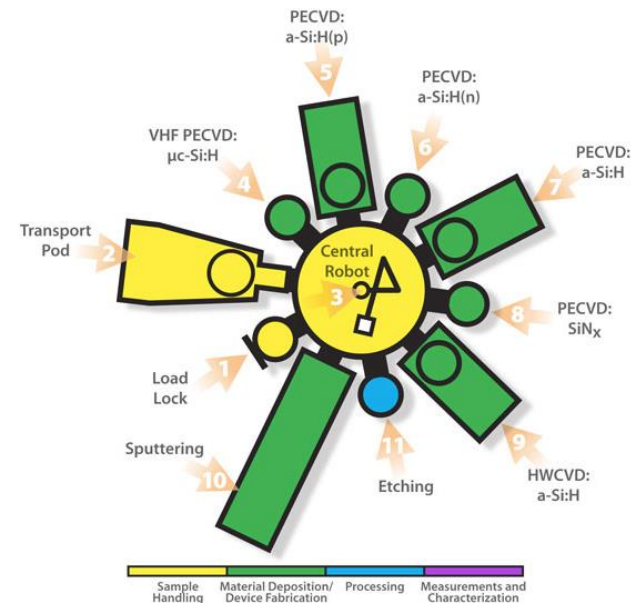 PECVD:
a-Si:H(p)
5
PECVD:
a-Si:H(n)
6
VHF PECVD:
µc-Si:H
4
PECVD:
a-Si:H
7
Transport
Pod
2
Central
Robot
3
PECVD:
SiNx
8
Load
Lock
1
Sputtering
10
Etching
11
HWCVD:
a-Si:H
9
Sample
Handling
Material Deposition/
Device Fabrication
Processing
Measurements and
Characterization